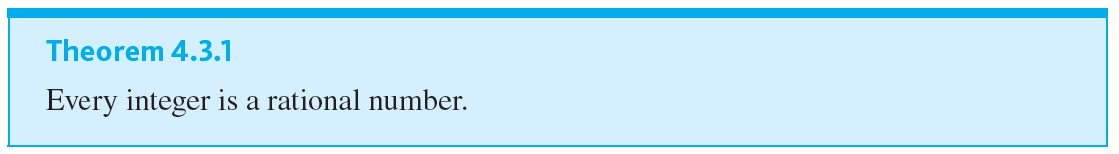 Theorem 4.3.1
Every integer is a rational number.